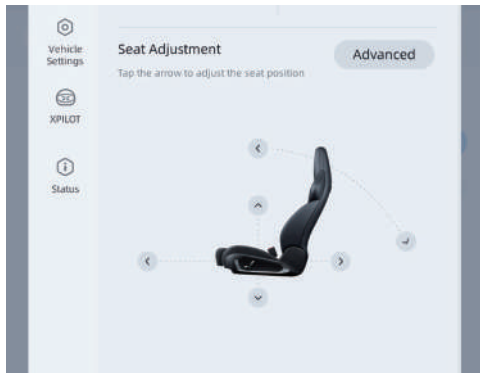 Vehicle
Settings
XPILOT
Status
Seat Adjustment
Advanced
Tap the arrow to adjust the seat position